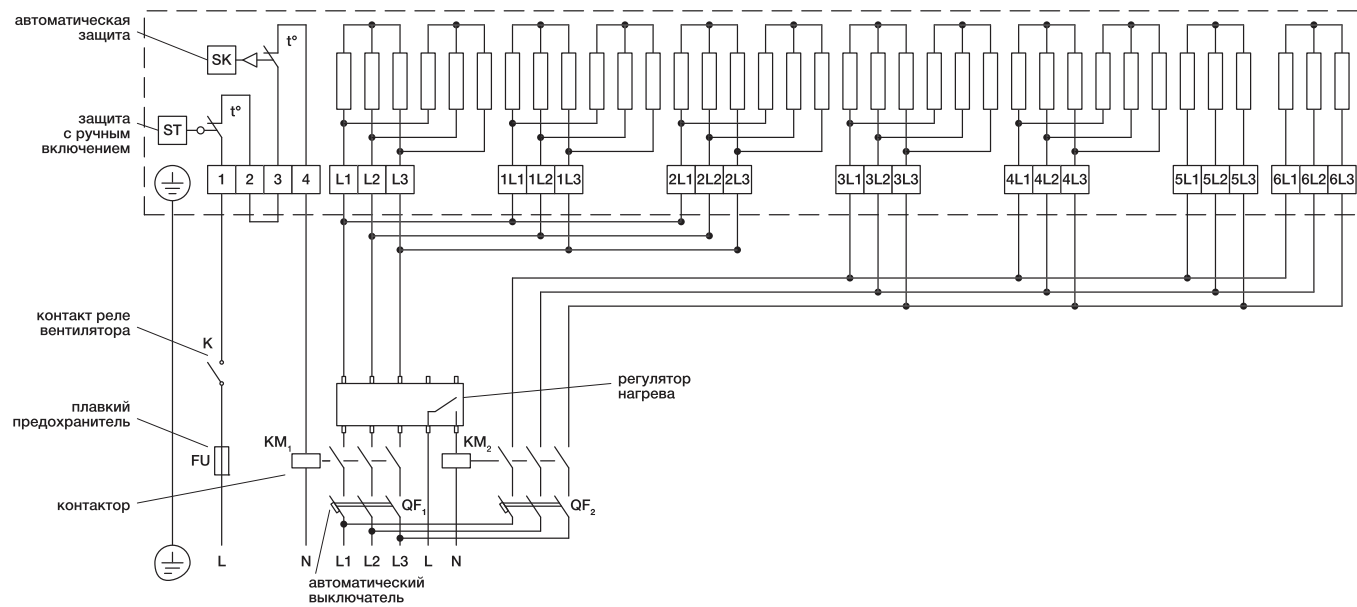 автоматическая
защита
SK
t°
защита
с ручным
включением
ST
t°
1 2 3 4
L1 L2 L3
1L1 1L2 1L3
2L1 2L2 2L3
3L1 3L2 3L3
4L1 4L2 4L3
5L1 5L2 5L3
6L1 6L2 6L3
контакт реле
вентилятора
K
регулятор
нагрева
плавкий
предохранитель
FU
KM1
KM2
контактор
QF1
QF2
L N L1 L2 L3 L N
автоматический
выключатель